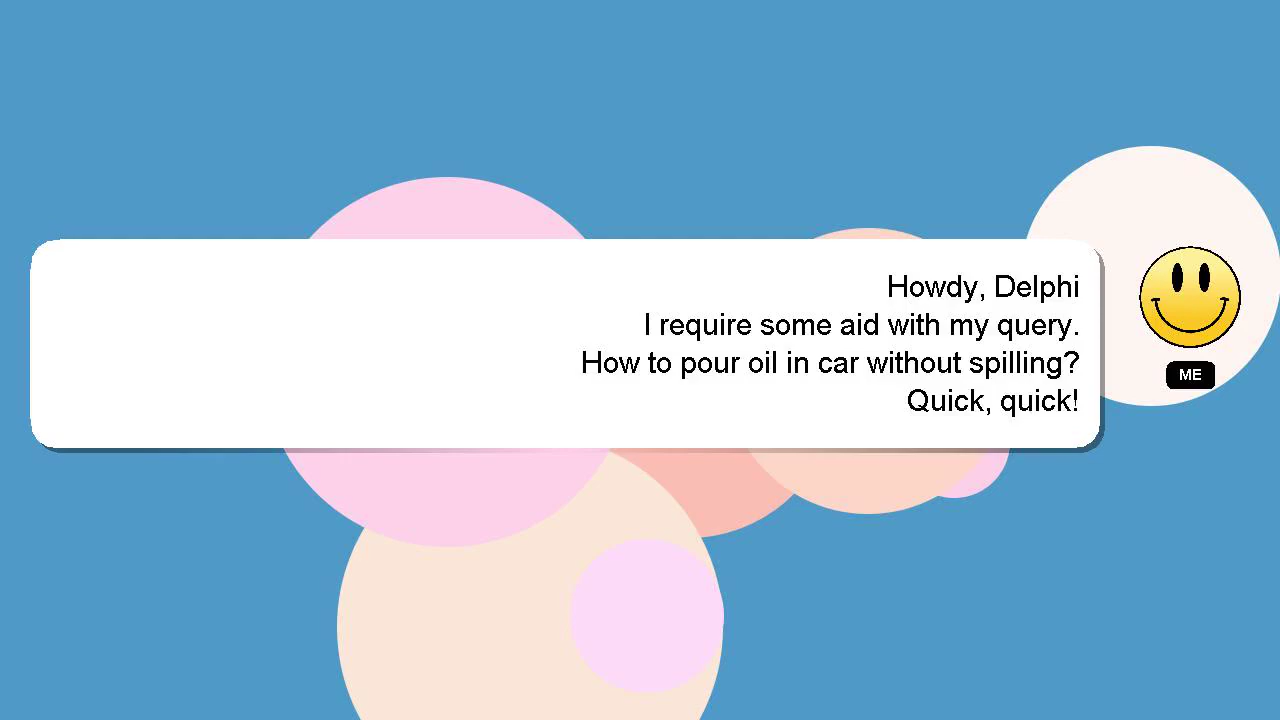 Howdy, Delphi
I require some aid with my query.
How to pour oil in car without spilling?
Quick, quick!
ME